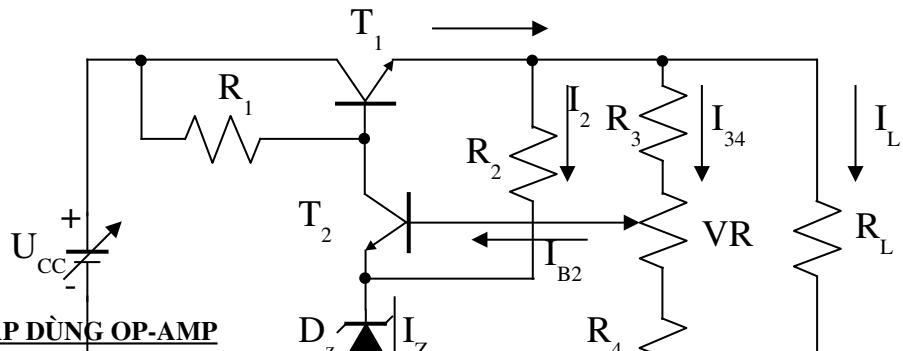 T1
R1
R2
I2
R3
I34
IL
T2
+
UCC
-
IB2
VR
RL
P DÙNG OP-AMP
Dz
IZ
R4